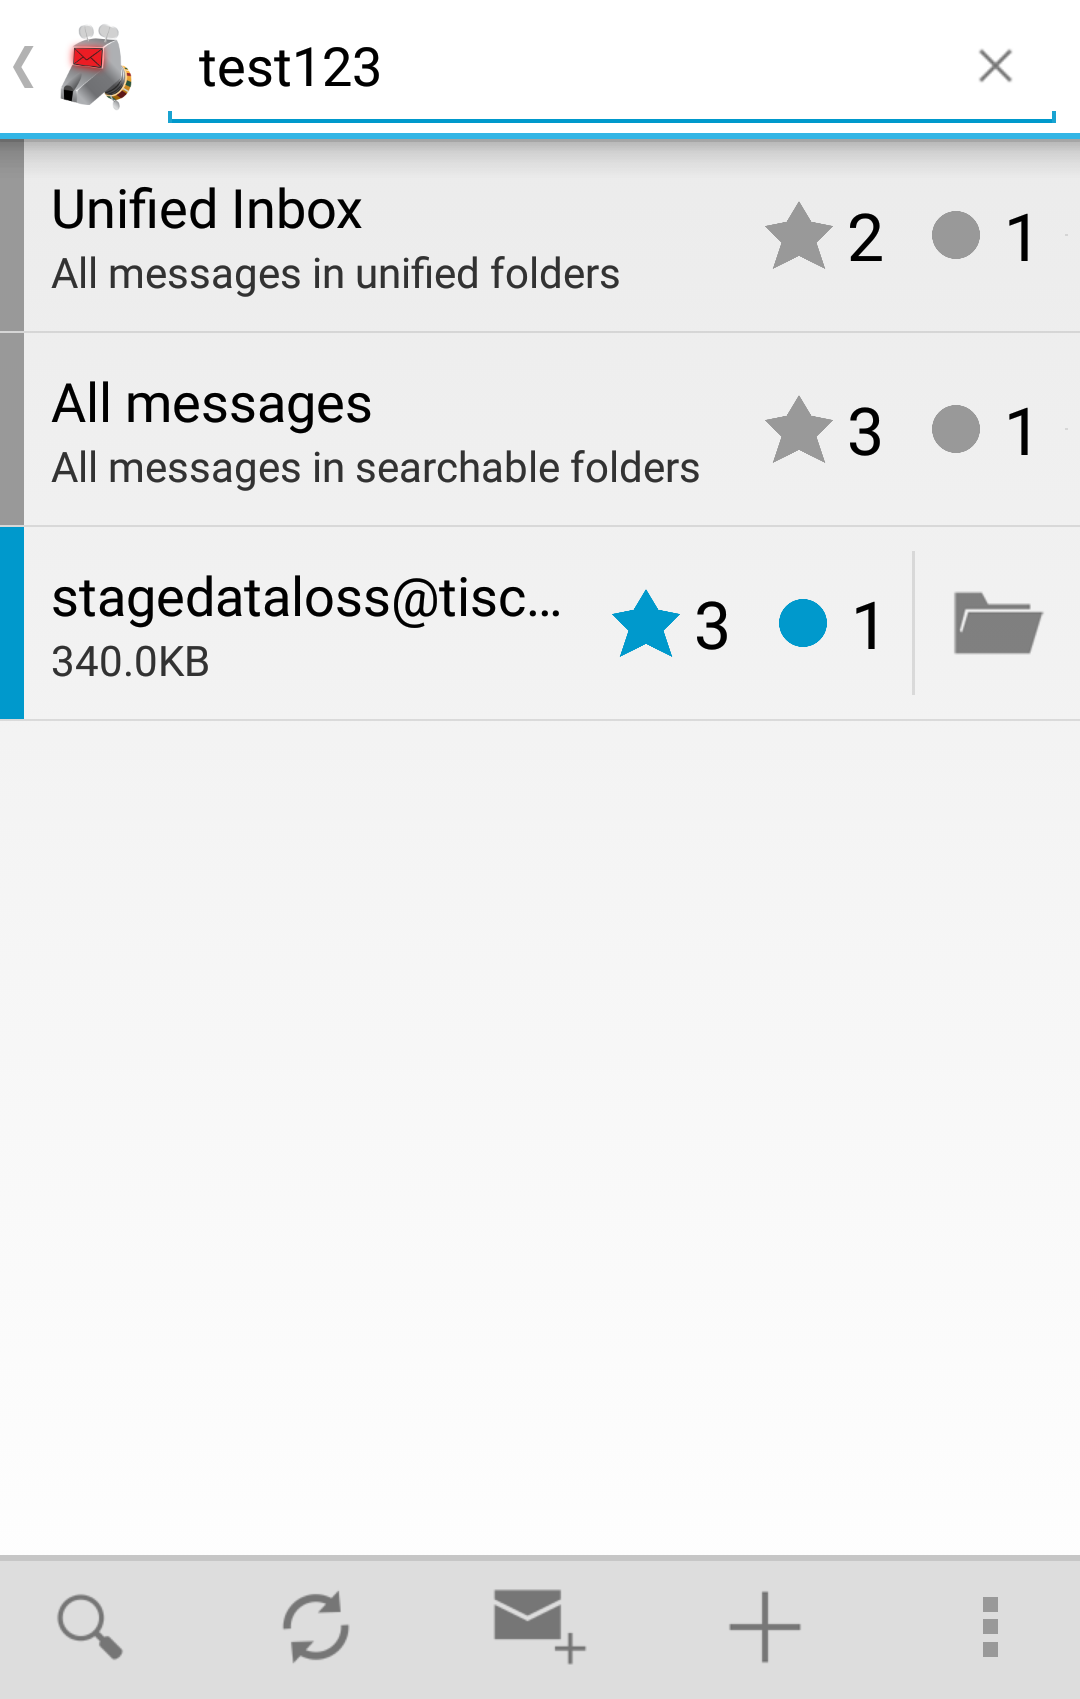 test123
Unified Inbox
All messages in unified folders
2
1
All messages
All messages in searchable folders
3
1
stagedataloss@tisc...
340.0KB
3
1